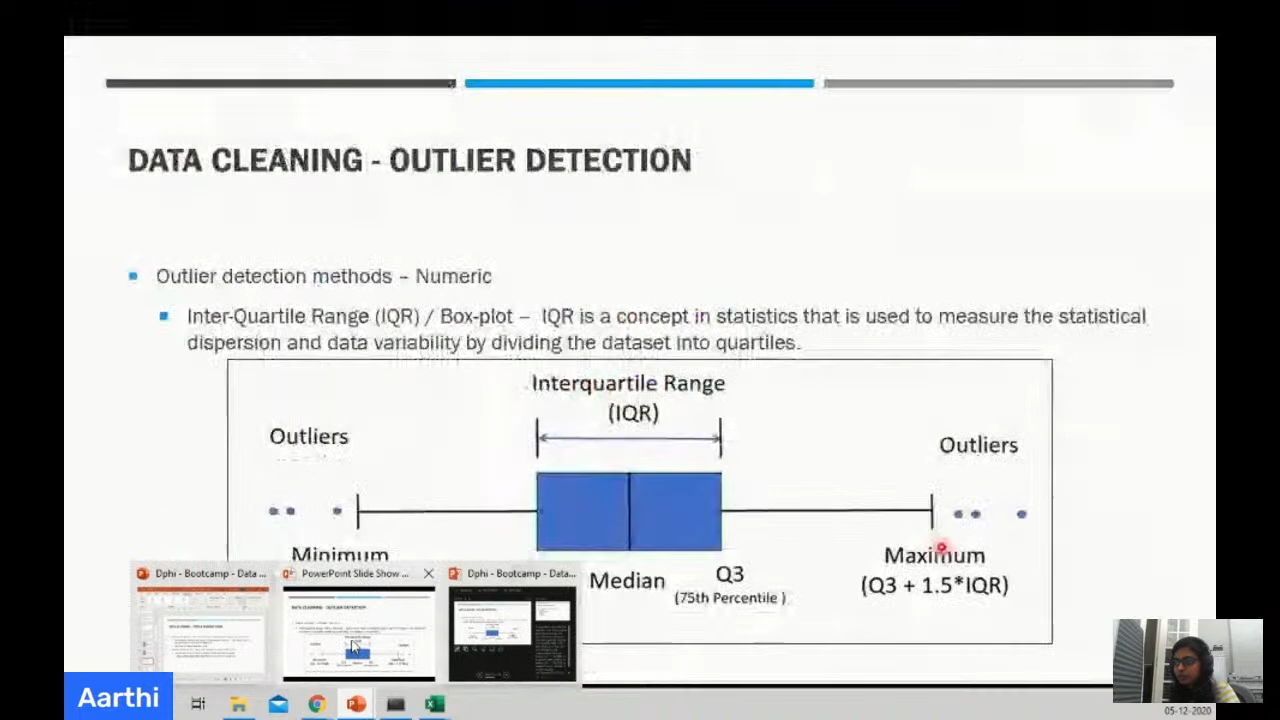 DATA CLEANING - OUTLIER DETECTION
Outlier detection methods – Numeric
Inter-Quartile Range (IQR) / Box-plot – IQR is a concept in statistics that is used to measure the statistical
dispersion and data variability by dividing the dataset into quartiles.
Interquartile Range
(IQR)
Outliers
Outliers
Minimum
Maximum
(Q3 + 1.5*IQR)
Median
Q3
(75th Percentile )
Dphi - Bootcamp - Data ...
PowerPoint Slide Show ...
Dphi - Bootcamp - Data...
Aarthi
05-12-2020